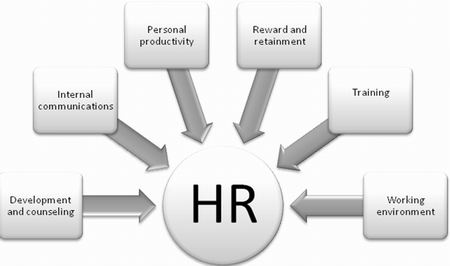 Personal
productivity
Reward and
retainment
Internal
communications
Training
Development
and counseling
HR
Working
environment